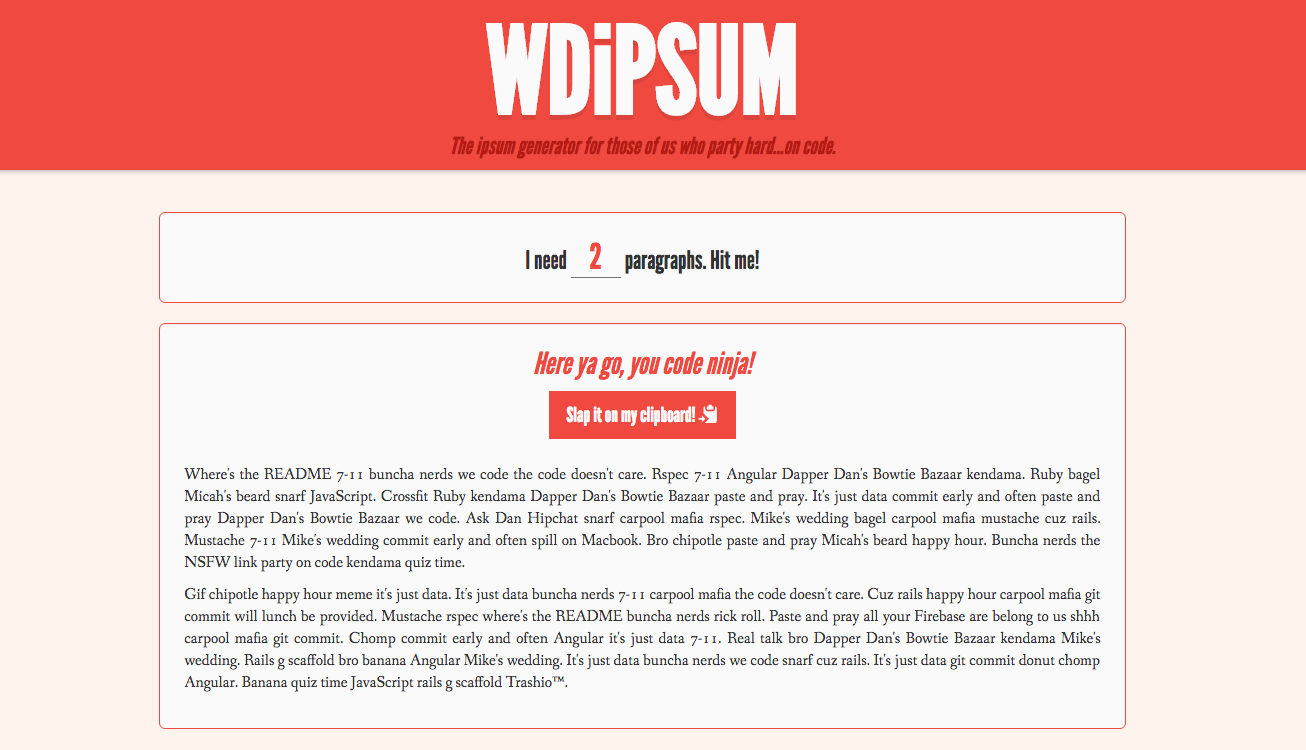 WDiPSUM
The ipsum generator for those of us who party hard...on code.
I need 2 paragraphs. Hit me!
Here ya go, you code ninja!
Slap it on my clipboard!
Where's the README 7-11 buncha nerds we code the code doesn't care. Rspec 7-11 Angular Dapper Dan's Bowtie Bazaar kendama. Ruby bagel
Micah's beard snarf JavaScript. Crossfit Ruby kendama Dapper Dan's Bowtie Bazaar paste and pray. It's just data commit early and often paste and
pray Dapper Dan's Bowtie Bazaar we code. Ask Dan Hipchat snarf carpool mafia rspec. Mike's wedding bagel carpool mafia mustache cuz rails.
Mustache 7-11 Mike's wedding commit early and often spill on Macbook. Bro chipotle paste and pray Micah's beard happy hour. Buncha nerds the
NSFW link party on code kendama quiz time.
Gif chipotle happy hour meme it's just data. It's just data buncha nerds 7-11 carpool mafia the code doesn't care. Cuz rails happy hour carpool mafia git
commit will lunch be provided. Mustache rspec where's the README buncha nerds rick roll. Paste and pray all your Firebase are belong to us shhh
carpool mafia git commit. Chomp commit early and often Angular it's just data 7-11. Real talk bro Dapper Dan's Bowtie Bazaar kendama Mike's
wedding. Rails g scaffold bro banana Angular Mike's wedding. It's just data buncha nerds we code snarf cuz rails. It's just data git commit donut chomp
Angular. Banana quiz time JavaScript rails g scaffold Trashio™.